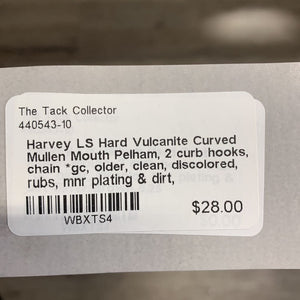 The Tack Collector
440543-10
Harvey LS Hard Vulcanite Curved
Mullen Mouth Pelham, 2 curb hooks,
chain *gc, older, clean, discolored,
rubs, mnr plating & dirt,
WBXTS4
$28.00